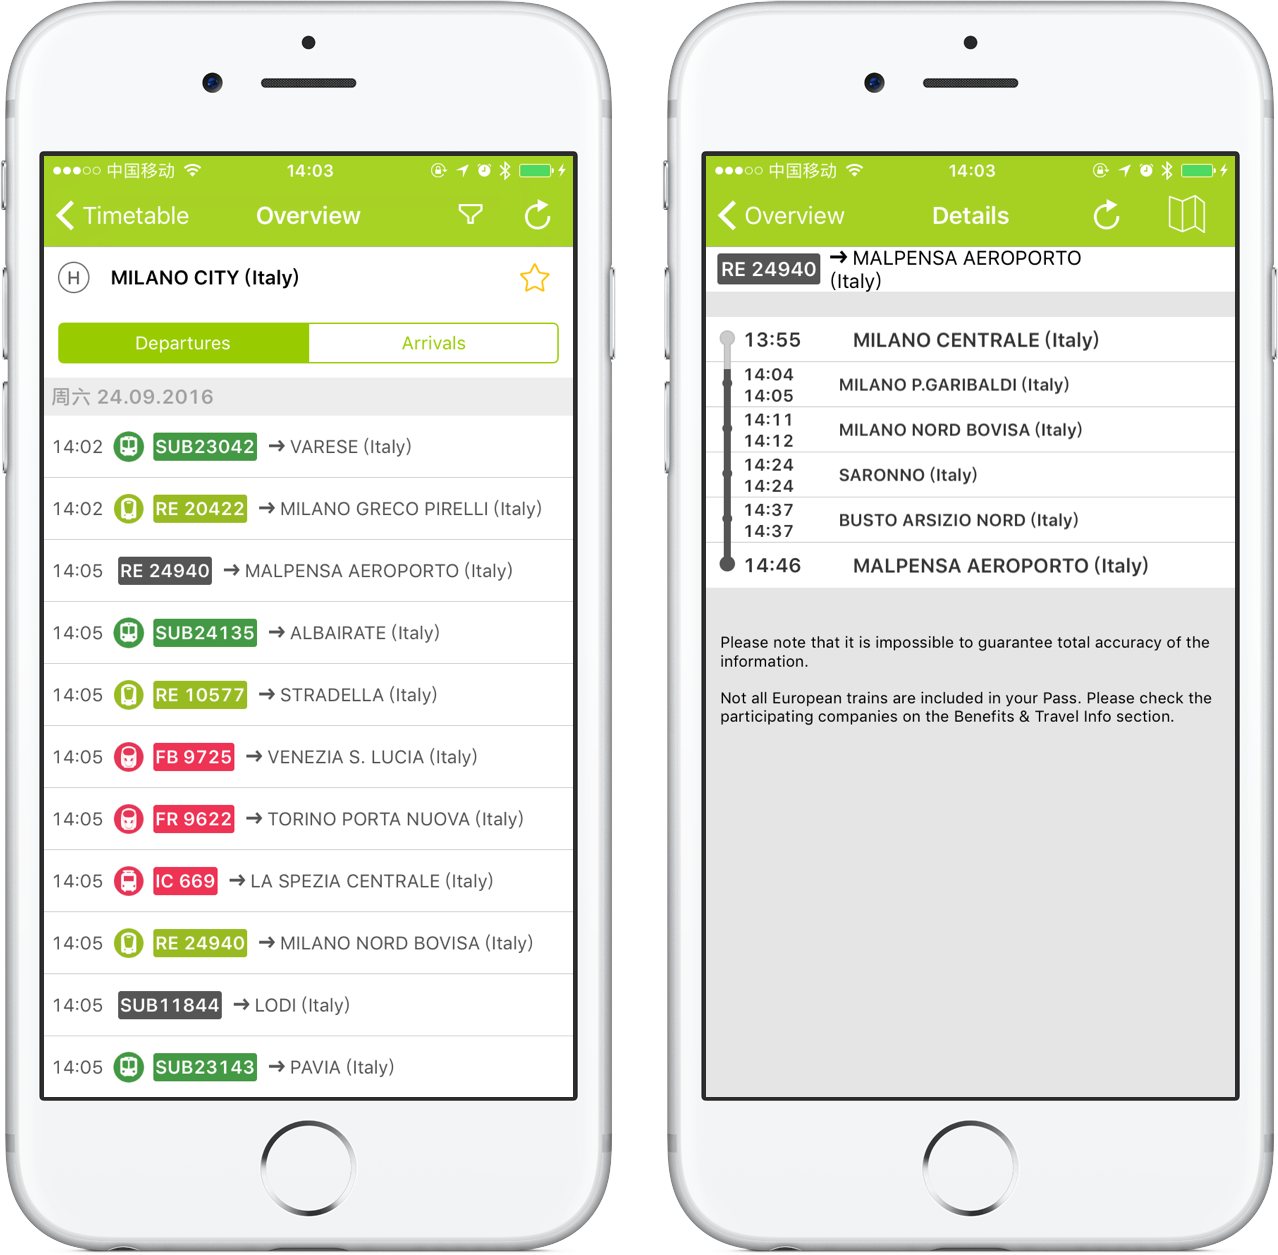 中国移动 14:03
Timetable Overview
H MILANO CITY (Italy)
Departures Arrivals
周六 24.09.2016
14:02 SUB23042 → VARESE (Italy)
14:02 RE 20422 → MILANO GRECO PIRELLI (Italy)
14:05 RE 24940 → MALPENSA AEROPORTO (Italy)
14:05 SUB24135 → ALBAIRATE (Italy)
14:05 RE 10577 → STRADELLA (Italy)
14:05 FB 9725 → VENEZIA S. LUCIA (Italy)
14:05 FR 9622 → TORINO PORTA NUOVA (Italy)
14:05 IC 669 → LA SPEZIA CENTRALE (Italy)
14:05 RE 24940 → MILANO NORD BOVISA (Italy)
14:05 SUB11844 → LODI (Italy)
14:05 SUB23143 → PAVIA (Italy)
中国移动 14:03
Overview Details
RE 24940 → MALPENSA AEROPORTO
(Italy)
13:55 MILANO CENTRALE (Italy)
14:04
14:05
MILANO P.GARIBALDI (Italy)
14:11
14:12
MILANO NORD BOVISA (Italy)
14:24
14:24
SARONNO (Italy)
14:37
14:37
BUSTO ARSIZIO NORD (Italy)
14:46 MALPENSA AEROPORTO (Italy)
Please note that it is impossible to guarantee total accuracy of the
information.
Not all European trains are included in your Pass. Please check the
participating companies on the Benefits & Travel Info section.